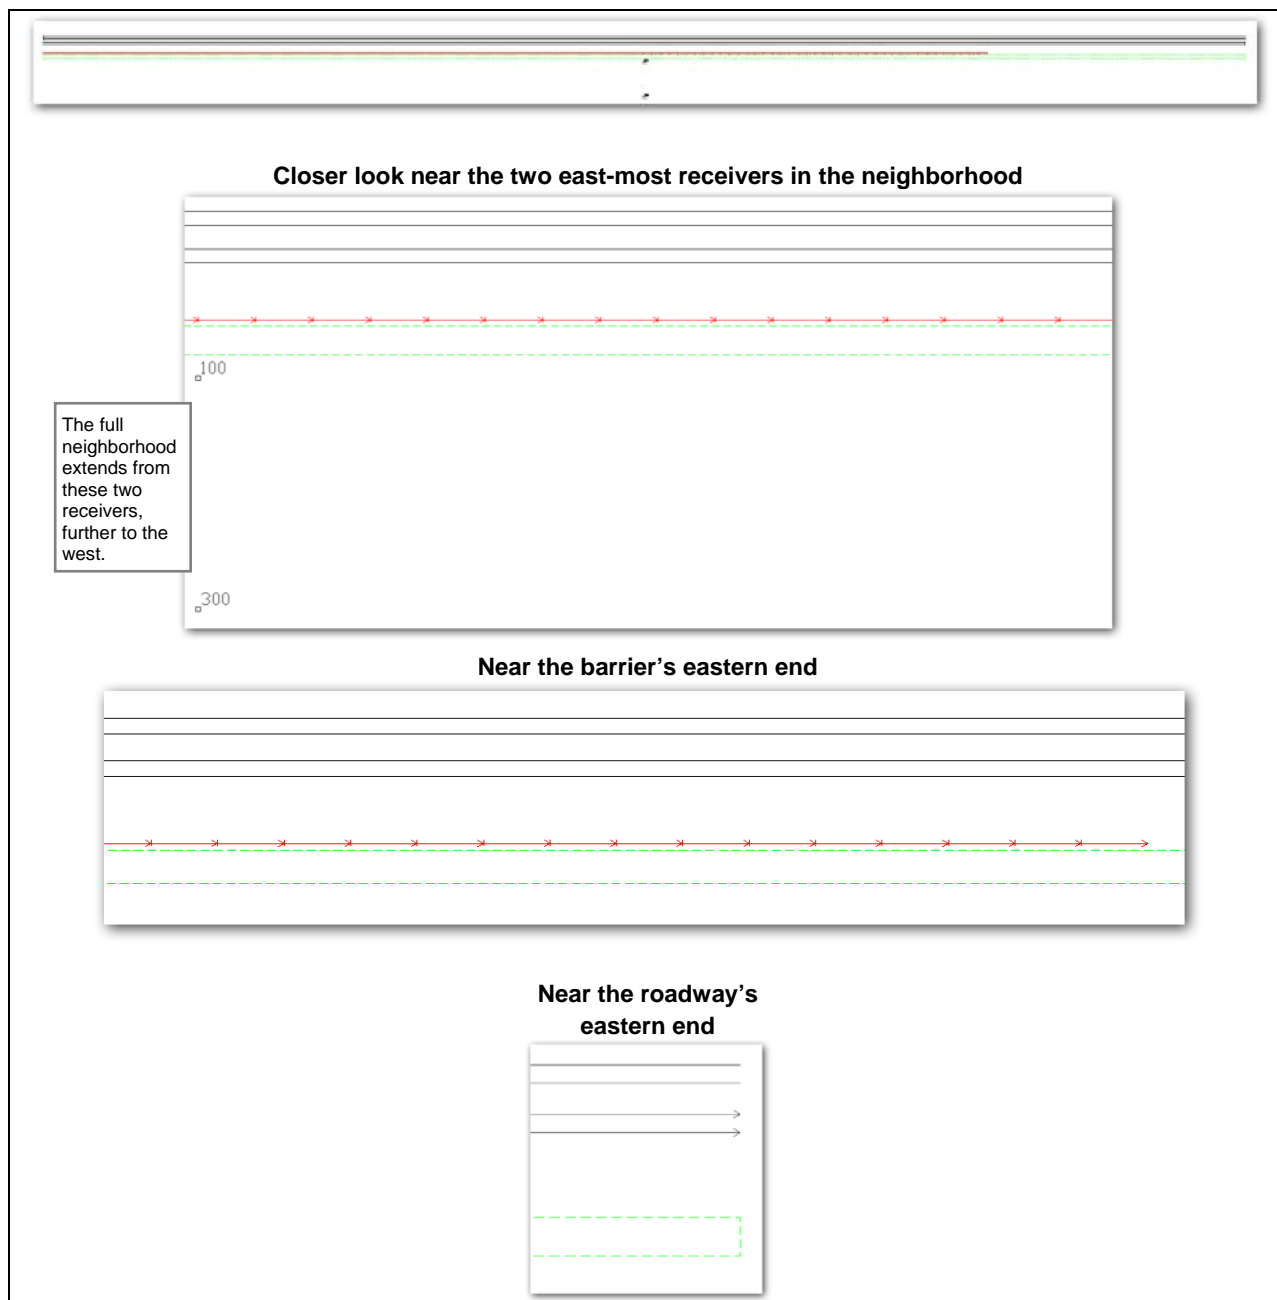 Closer look near the two east-most receivers in the neighborhood
100
The full
neighborhood
extends from
these two
receivers,
further to the
west.
300
Near the barrier’s eastern end
Near the roadway’s
eastern end